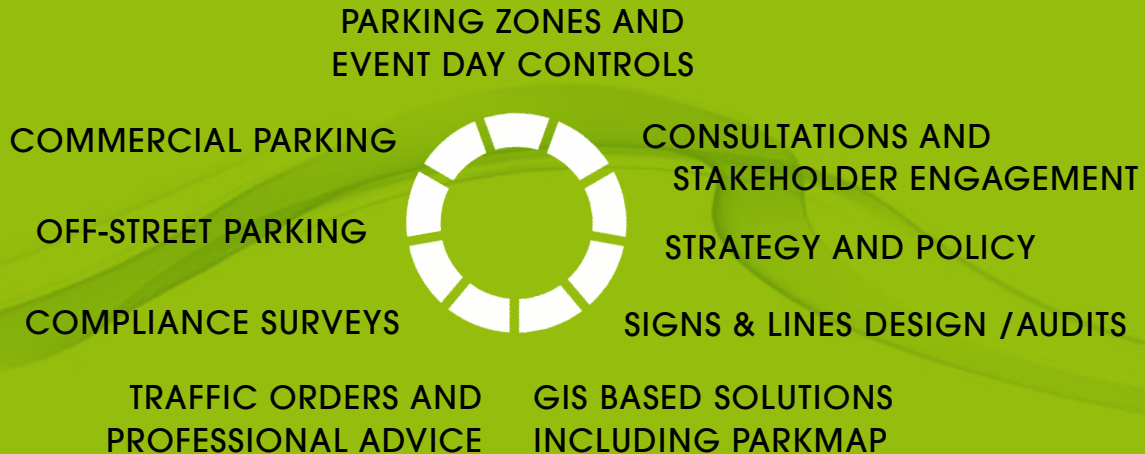 PARKING ZONES AND
EVENT DAY CONTROLS
COMMERCIAL PARKING
CONSULTATIONS AND
STAKEHOLDER ENGAGEMENT
OFF-STREET PARKING
STRATEGY AND POLICY
COMPLIANCE SURVEYS
SIGNS & LINES DESIGN /AUDITS
TRAFFIC ORDERS AND
PROFESSIONAL ADVICE
GIS BASED SOLUTIONS
INCLUDING PARKMAP